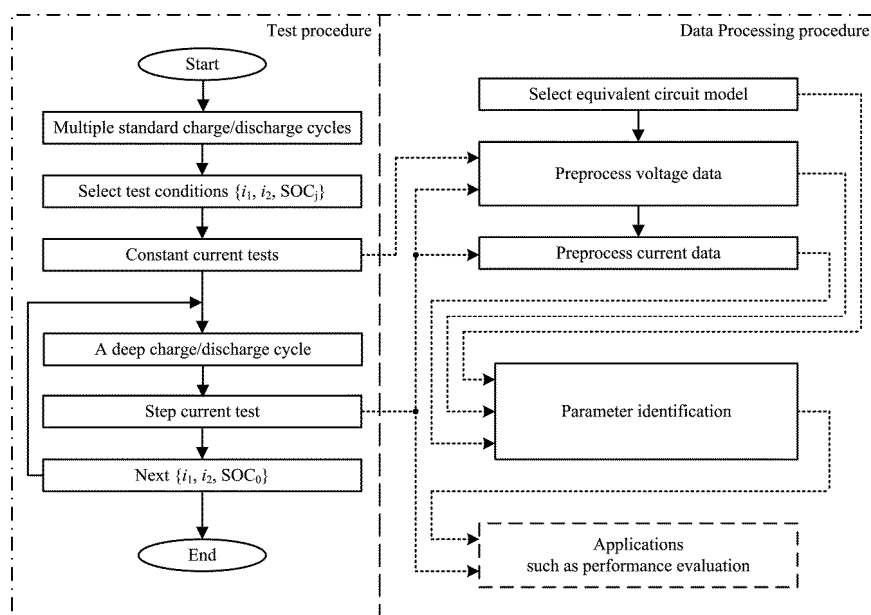 Test procedure
Start
Multiple standard charge/discharge cycles
Select test conditions {i₁, i₂, SOCⱼ}
Constant current tests
A deep charge/discharge cycle
Step current test
Next {i₁, i₂, SOC₀}
End
Data Processing procedure
Select equivalent circuit model
Preprocess voltage data
Preprocess current data
Parameter identification
Applications
such as performance evaluation